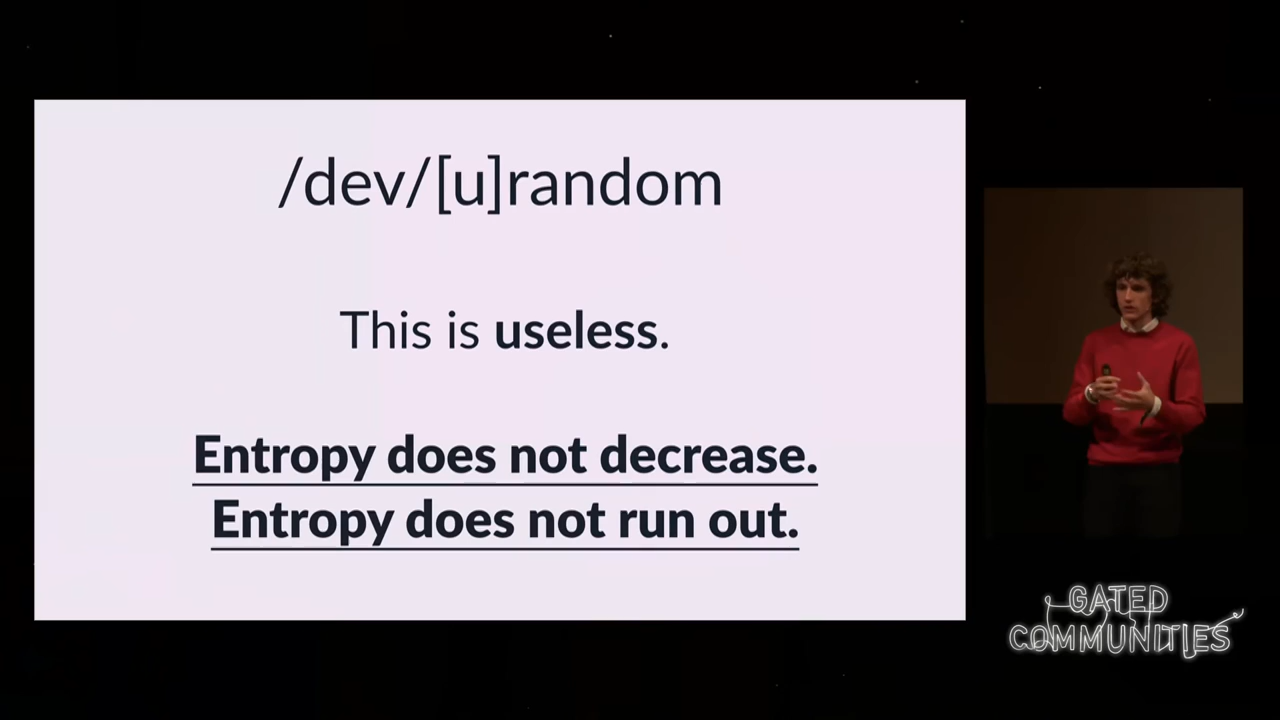 /dev/[u]random
This is useless.
Entropy does not decrease.
Entropy does not run out.
GATED
COMMUNITIES